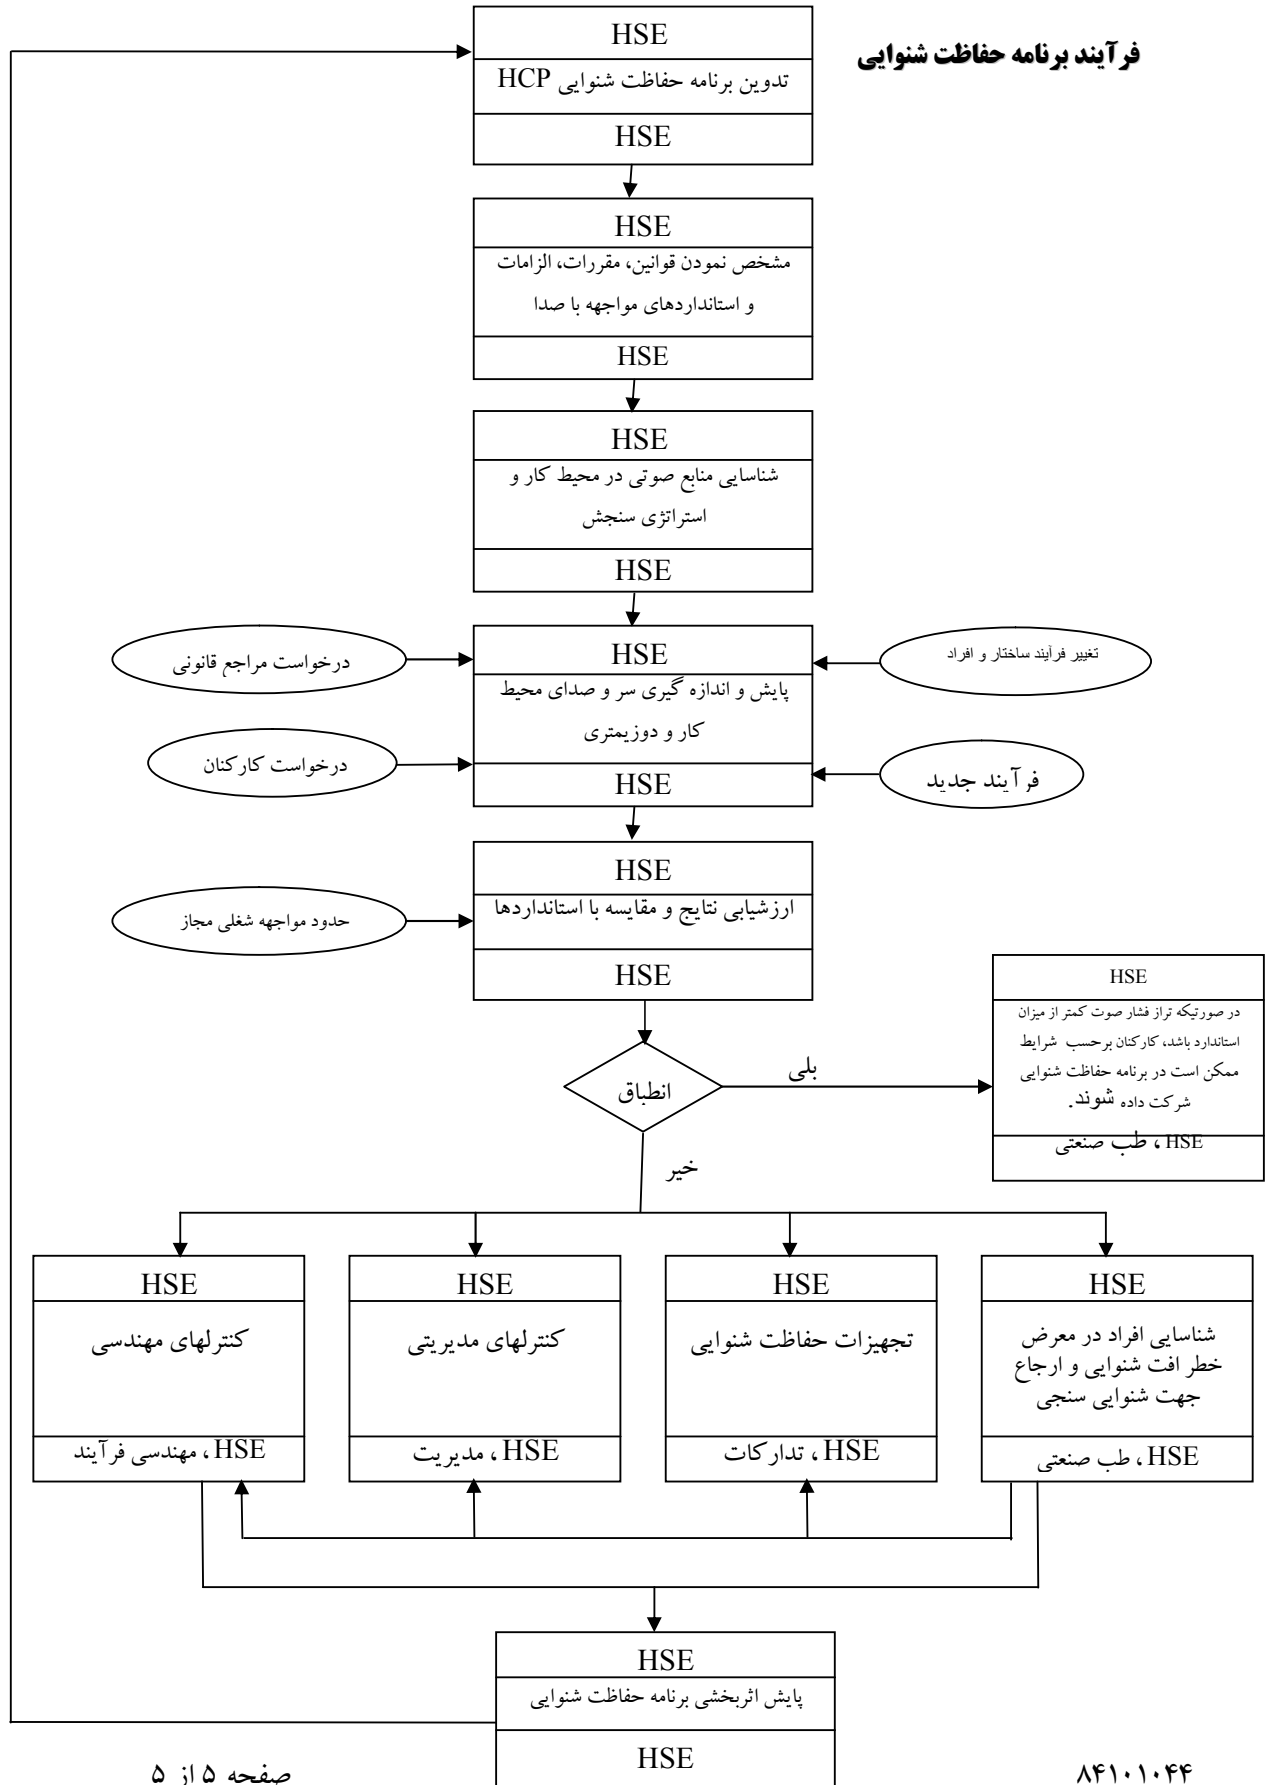 فرآیند برنامه حفاظت شنوایی
HSE
تدوین برنامه حفاظت شنوایی HCP
HSE
HSE
مشخص نمودن قوانین، مقررات، الزامات
و استانداردهای مواجهه با صدا
HSE
HSE
شناسایی منابع صوتی در محیط کار و
استراتژی سنجش
HSE
تغییر فرآیند ساختار و افراد
درخواست مراجع قانونی
HSE
پایش و اندازه گیری سر و صدای محیط
کار و دوزیمتری
HSE
فرآیند جدید
درخواست کارکنان
HSE
ارزشیابی نتایج و مقایسه با استانداردها
HSE
حدود مواجهه شغلی مجاز
HSE
در صورتیکه تراز فشار صوت کمتر از میزان
استاندارد باشد، کارکنان برحسب شرایط
ممکن است در برنامه حفاظت شنوایی
شرکت داده شوند.
HSE، طب صنعتی
بلی
انطباق
خیر
HSE
شناسایی افراد در معرض
خطر افت شنوایی و ارجاع
جهت شنوایی سنجی
HSE، طب صنعتی
HSE
تجهیزات حفاظت شنوایی
HSE، تدارکات
HSE
کنترلهای مدیریتی
HSE، مدیریت
HSE
کنترلهای مهندسی
HSE، مهندسی فرآیند
HSE
پایش اثربخشی برنامه حفاظت شنوایی
HSE
۸۴۱۰۱۰۴۴
صفحه ۵ از ۵